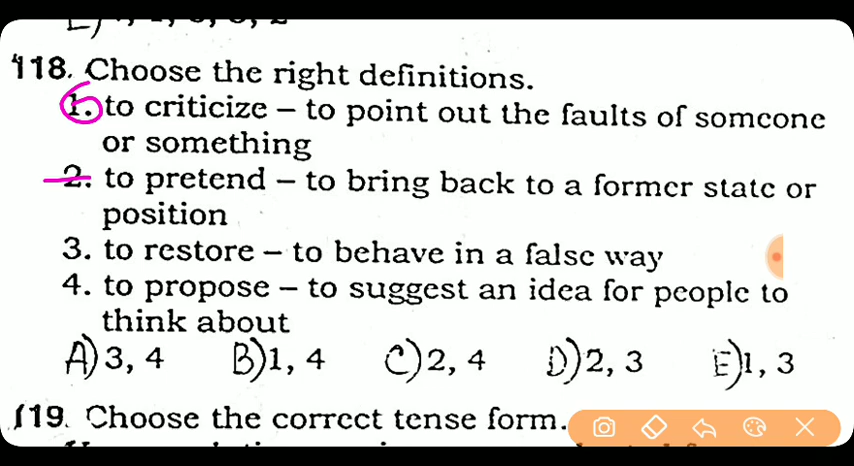 118. Choose the right definitions.
1. to criticize – to point out the faults of someone
or something
2. to pretend – to bring back to a former state or
position
3. to restore – to behave in a false way
4. to propose – to suggest an idea for people to
think about
A) 3, 4 B) 1, 4 C) 2, 4 D) 2, 3 E) 1, 3
119. Choose the correct tense form.